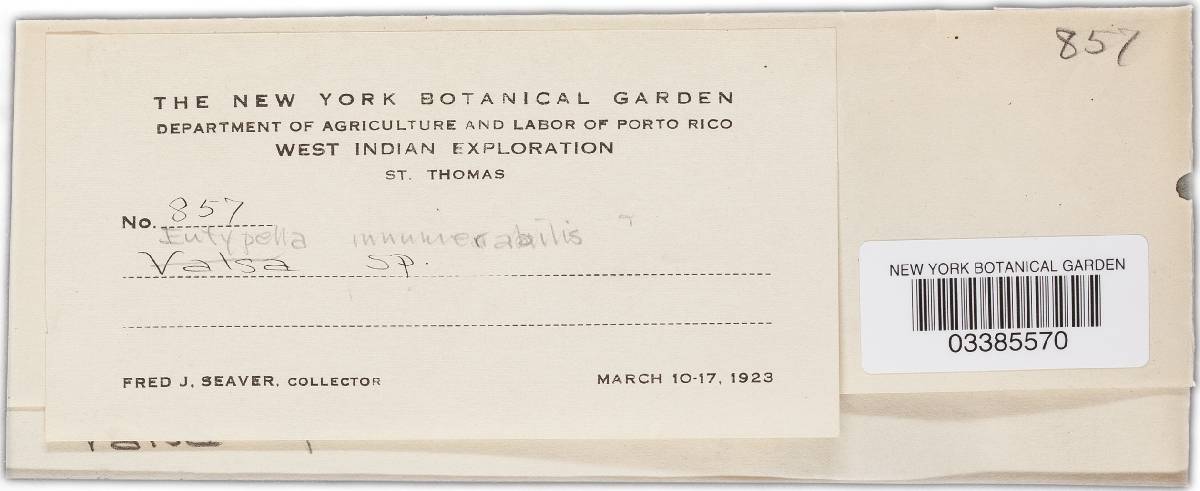 857
THE NEW YORK BOTANICAL GARDEN
DEPARTMENT OF AGRICULTURE AND LABOR OF PORTO RICO
WEST INDIAN EXPLORATION
ST. THOMAS
No. 857
Eutypella innumerabilis
Valsa sp.
FRED J. SEAVER, COLLECTOR
MARCH 10-17, 1923
NEW YORK BOTANICAL GARDEN
03385570